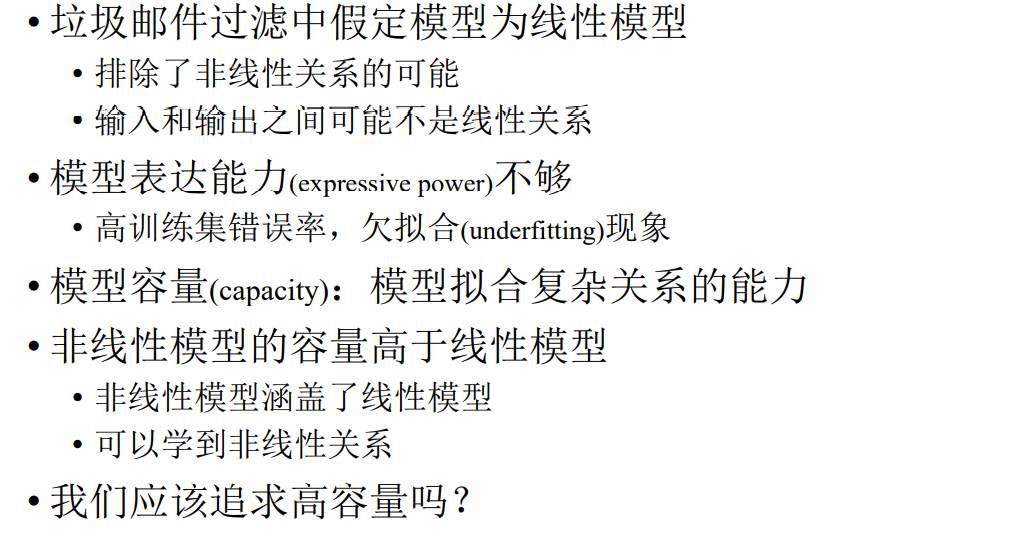 • 垃圾邮件过滤中假定模型为线性模型
• 排除了非线性关系的可能
• 输入和输出之间可能不是线性关系
• 模型表达能力(expressive power)不够
• 高训练集错误率，欠拟合(underfitting)现象
• 模型容量(capacity)：模型拟合复杂关系的能力
• 非线性模型的容量高于线性模型
• 非线性模型涵盖了线性模型
• 可以学到非线性关系
• 我们应该追求高容量吗？